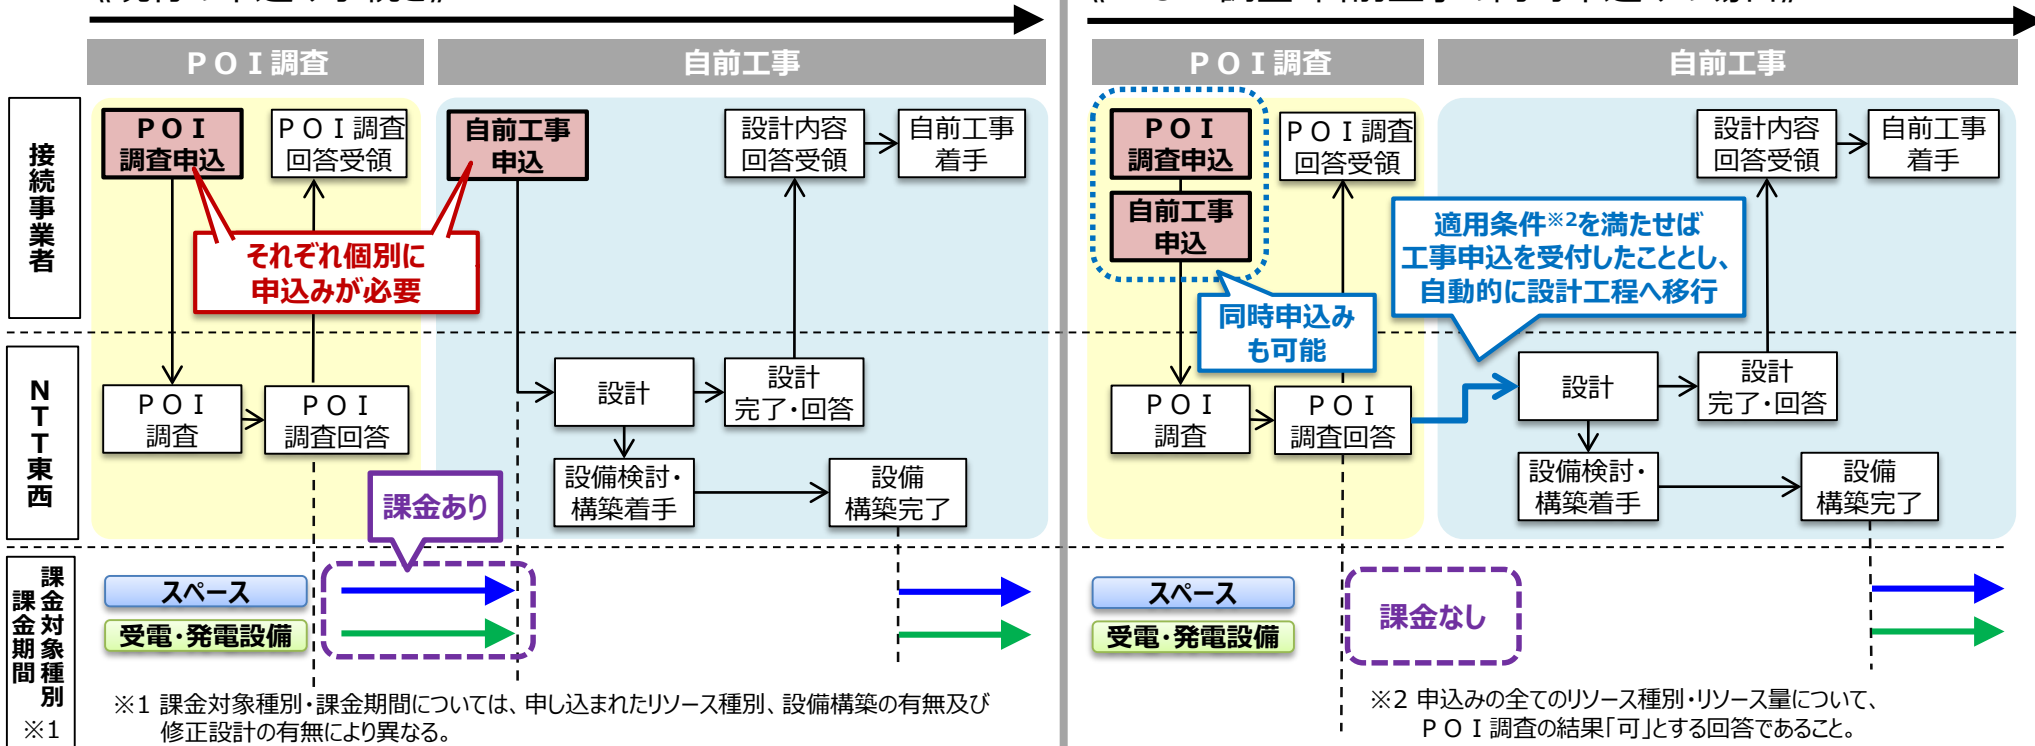 ＰＯＩ調査
自前工事
接続事業者
ＰＯＩ
調査申込
ＰＯＩ調査
回答受領
自前工事
申込
設計内容
回答受領
自前工事
着手
それぞれ個別に
申込みが必要
ＮＴＴ東西
ＰＯＩ
調査
ＰＯＩ
調査回答
設計
設計
完了・回答
設備検討・
構築着手
設備
構築完了
課金あり
課金対象種別
課金期間
※1
スペース
受電・発電設備
※1 課金対象種別・課金期間については、申し込まれたリソース種別、設備構築の有無及び
修正設計の有無により異なる。
ＰＯＩ調査
自前工事
ＰＯＩ
調査申込
自前工事
申込
ＰＯＩ調査
回答受領
設計内容
回答受領
自前工事
着手
同時申込み
も可能
適用条件※2を満たせば
工事申込を受付したこととし、
自動的に設計工程へ移行
ＰＯＩ
調査
ＰＯＩ
調査回答
設計
設計
完了・回答
設備検討・
構築着手
設備
構築完了
スペース
受電・発電設備
課金なし
※2 申込みの全てのリソース種別・リソース量について、
ＰＯＩ調査の結果「可」とする回答であること。